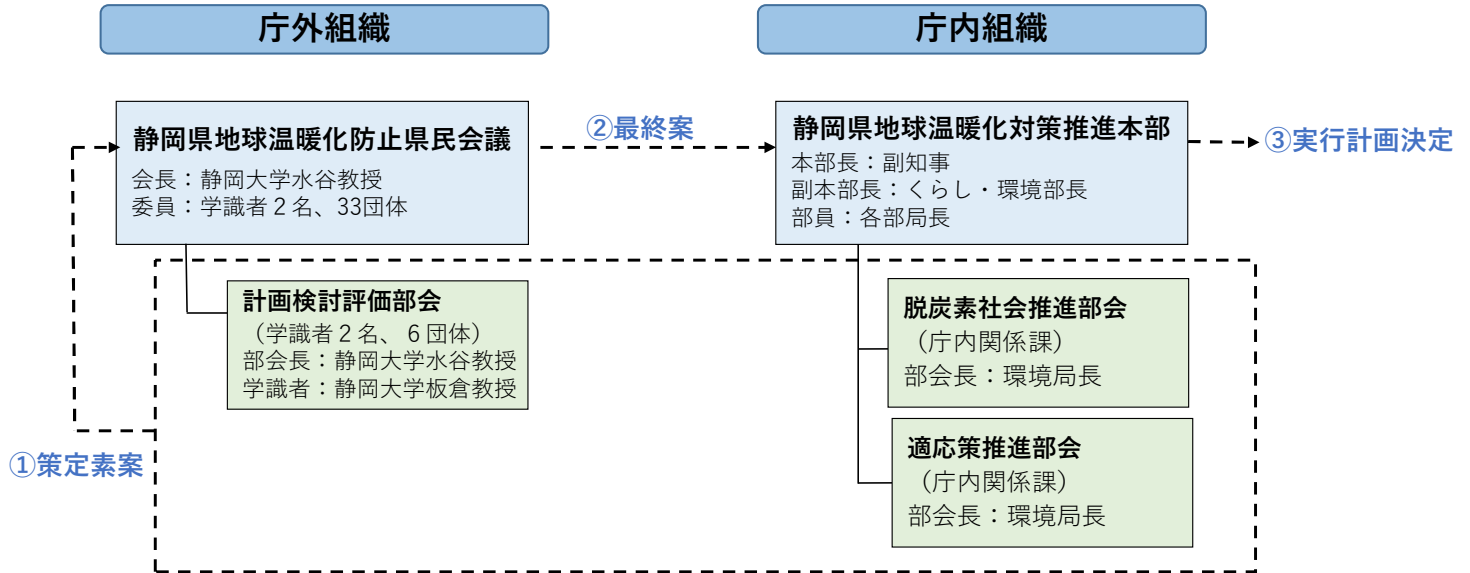 庁外組織
庁内組織
静岡県地球温暖化防止県民会議
会長：静岡大学水谷教授
委員：学識者２名、33団体
②最終案
静岡県地球温暖化対策推進本部
本部長：副知事
副本部長：くらし・環境部長
部員：各部局長
③実行計画決定
計画検討評価部会
（学識者２名、６団体）
部会長：静岡大学水谷教授
学識者：静岡大学板倉教授
脱炭素社会推進部会
（庁内関係課）
部会長：環境局長
①策定素案
適応策推進部会
（庁内関係課）
部会長：環境局長